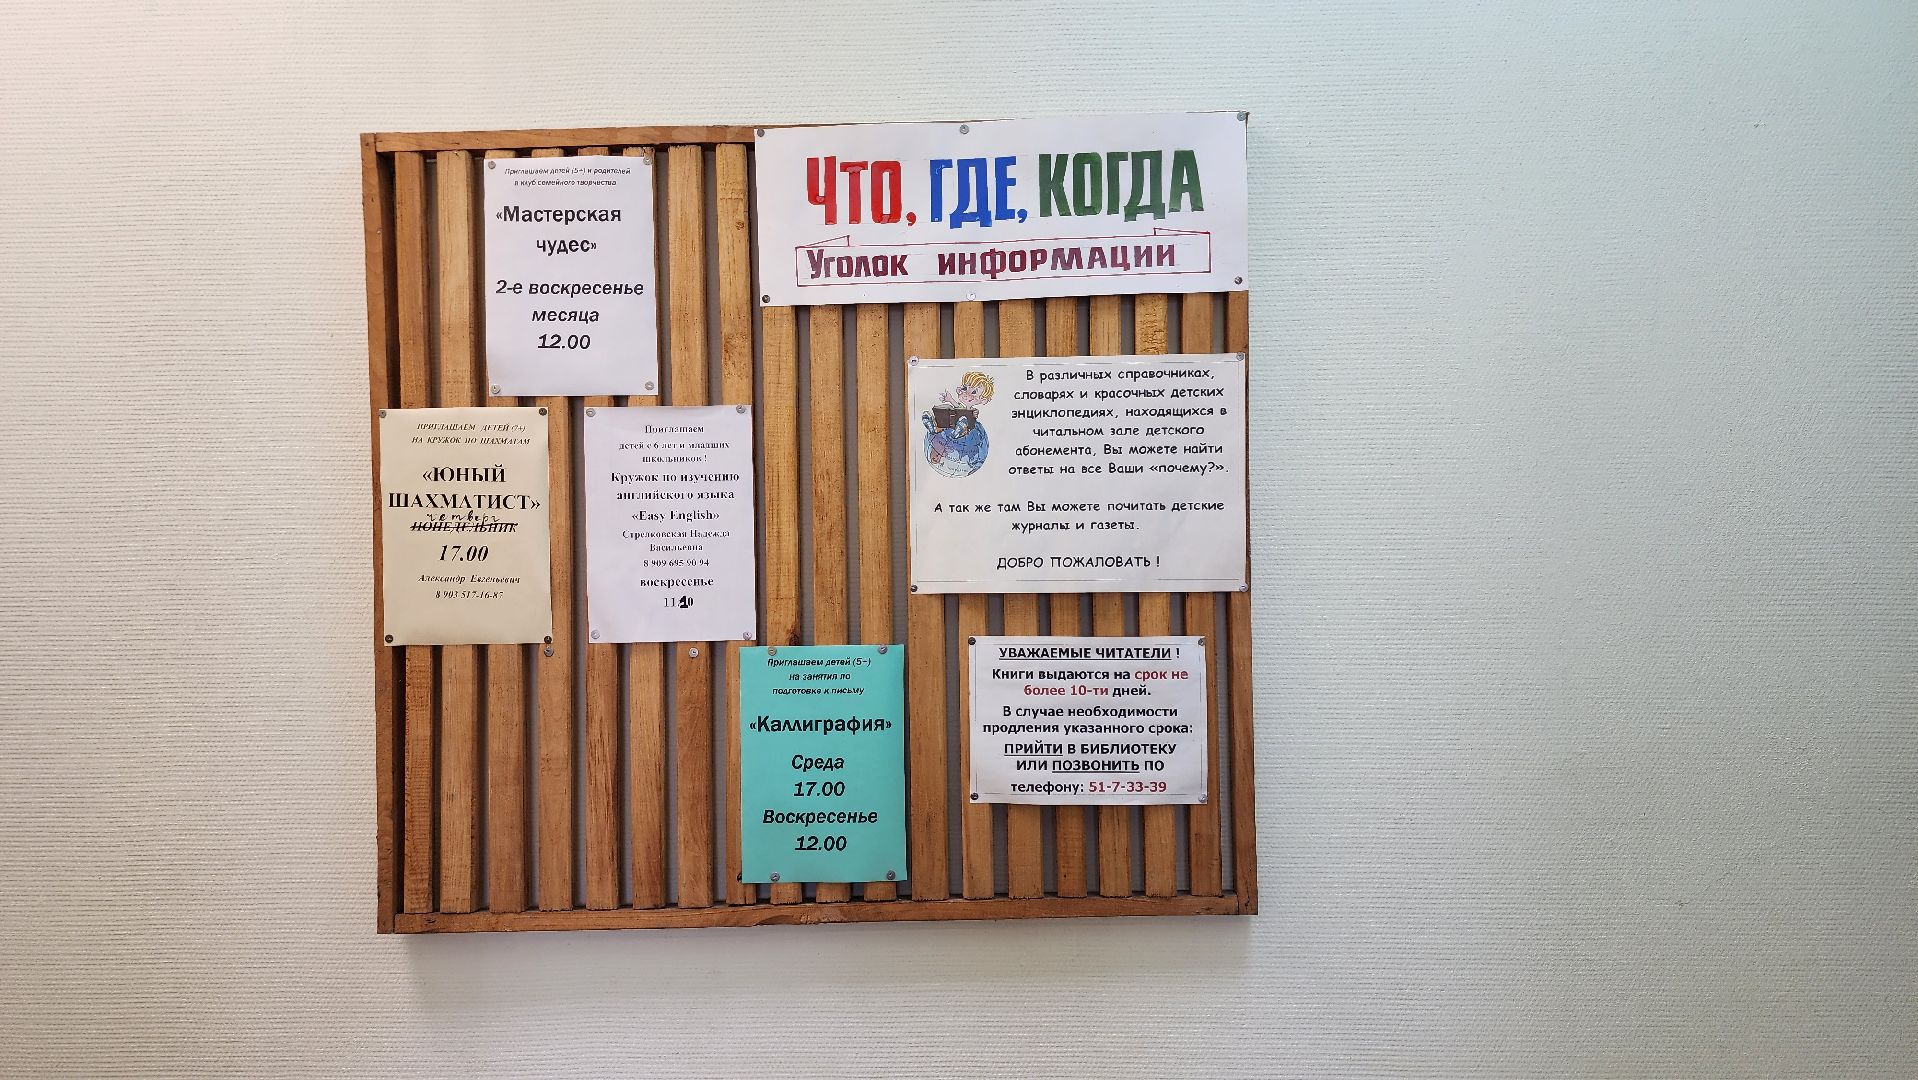 Приглашаем детей (5+) и родителей
в клуб семейного творчества
«Мастерская
чудес»
2-е воскресенье
месяца
12.00
ЧТО, ГДЕ, КОГДА
Уголок информации
ПРИГЛАШАЕМ ДЕТЕЙ (7+)
НА КРУЖОК ПО ШАХМАТАМ
«ЮНЫЙ
ШАХМАТИСТ»
четверг
ПОНЕДЕЛЬНИК
17.00
Александр Евгеньевич
8 903 517-16-87
Приглашаем
детей с 6 лет и младших
школьников !
Кружок по изучению
английского языка
«Easy English»
Стрелковская Надежда
Васильевна
8 909 695 90 94
воскресенье
11.10
В различных справочниках,
словарях и красочных детских
энциклопедиях, находящихся в
читальном зале детского
абонемента, Вы можете найти
ответы на все Ваши «почему?».
А так же там Вы можете почитать детские
журналы и газеты.
ДОБРО ПОЖАЛОВАТЬ !
Приглашаем детей (5+)
на занятия по
подготовке к письму
«Каллиграфия»
Среда
17.00
Воскресенье
12.00
УВАЖАЕМЫЕ ЧИТАТЕЛИ !
Книги выдаются на срок не
более 10-ти дней.
В случае необходимости
продления указанного срока:
ПРИЙТИ В БИБЛИОТЕКУ
ИЛИ ПОЗВОНИТЬ ПО
телефону: 51-7-33-39